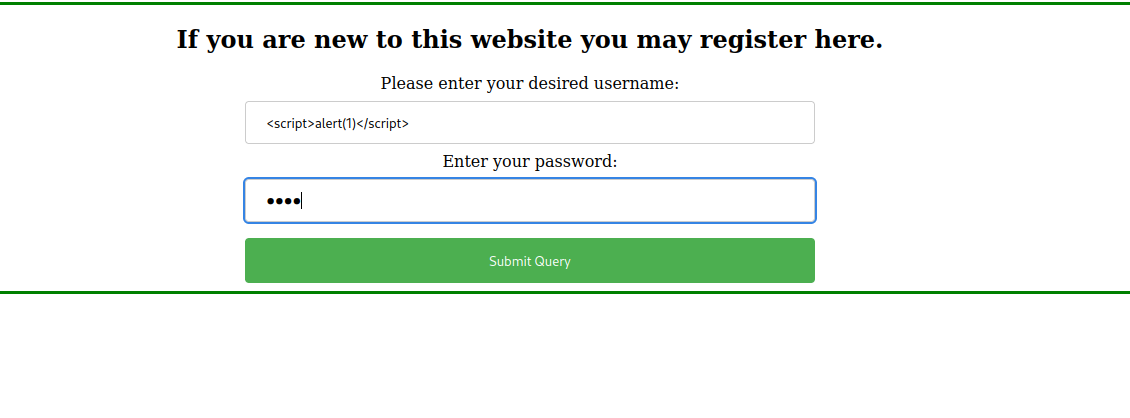 If you are new to this website you may register here.
Please enter your desired username:
<script>alert(1)</script>
Enter your password:
••••
Submit Query